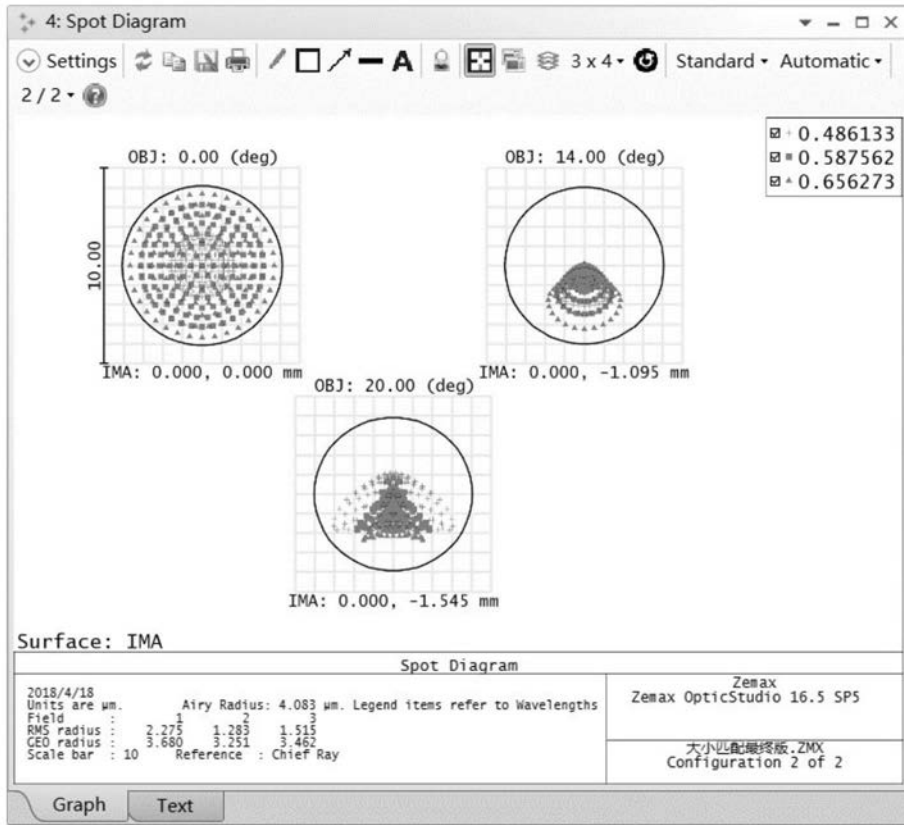 4: Spot Diagram
Settings
3 x 4
Standard
Automatic
2 / 2
0.486133
0.587562
0.656273
OBJ: 0.00 (deg)
OBJ: 14.00 (deg)
10.00
IMA: 0.000, 0.000 mm
IMA: 0.000, -1.095 mm
OBJ: 20.00 (deg)
IMA: 0.000, -1.545 mm
Surface: IMA
Spot Diagram
2018/4/18
Units are µm. Airy Radius: 4.083 µm. Legend items refer to Wavelengths
Field : 1 2 3
RMS radius : 2.275 1.283 1.515
GEO radius : 3.680 3.251 3.462
Scale bar : 10 Reference : Chief Ray
Zemax
Zemax OpticStudio 16.5 SP5
大小匹配最终版.ZMX
Configuration 2 of 2
Graph
Text